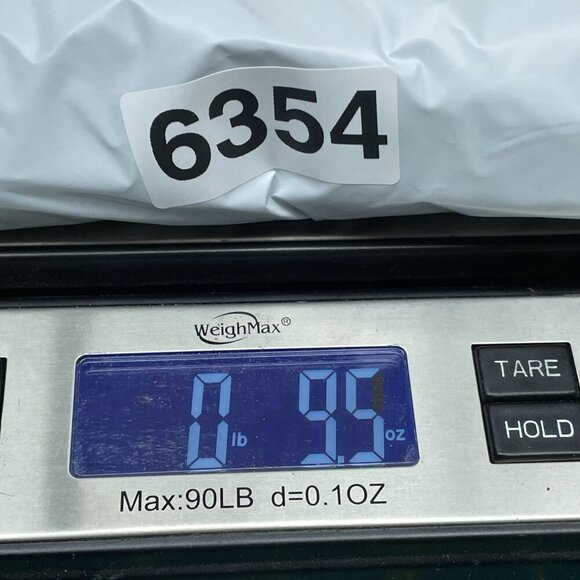 6354
WeighMax®
TARE
0 lb 9.5 oz
HOLD
Max:90LB d=0.1OZ